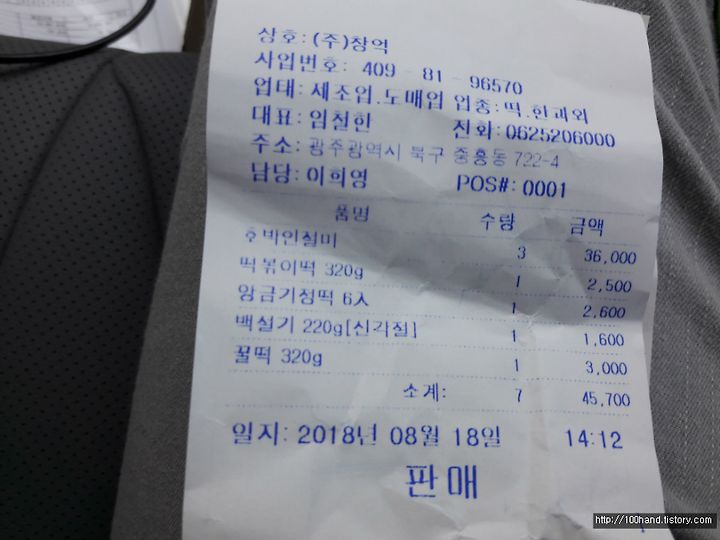 상호: (주)창억
사업번호: 409 - 81 - 96570
업태: 세조업,도매업 업종: 떡.한과외
대표: 임철한 전화: 0625206000
주소: 광주광역시 북구 중흥동 722-4
담당: 이희영 POS#: 0001
품명 수량 금액
호박인절미 3 36,000
떡볶이떡 320g 1 2,500
앙금기정떡 6入 1 2,600
백설기 220g[신각질] 1 1,600
꿀떡 320g 1 3,000
소계: 7 45,700
일지: 2018년 08월 18일 14:12
판매
http://100hand.tistory.com